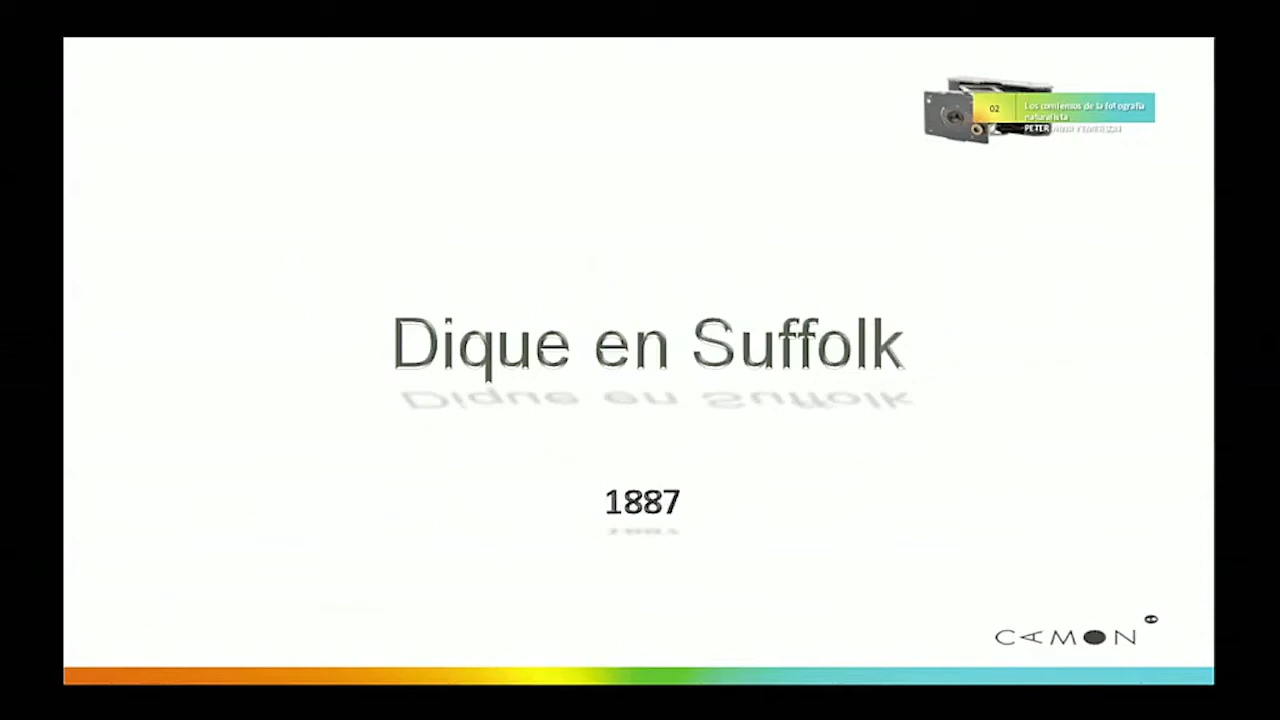 02
Los comienzos de la fotografía
naturalista
PETER
Dique en Suffolk
1887
CAMON